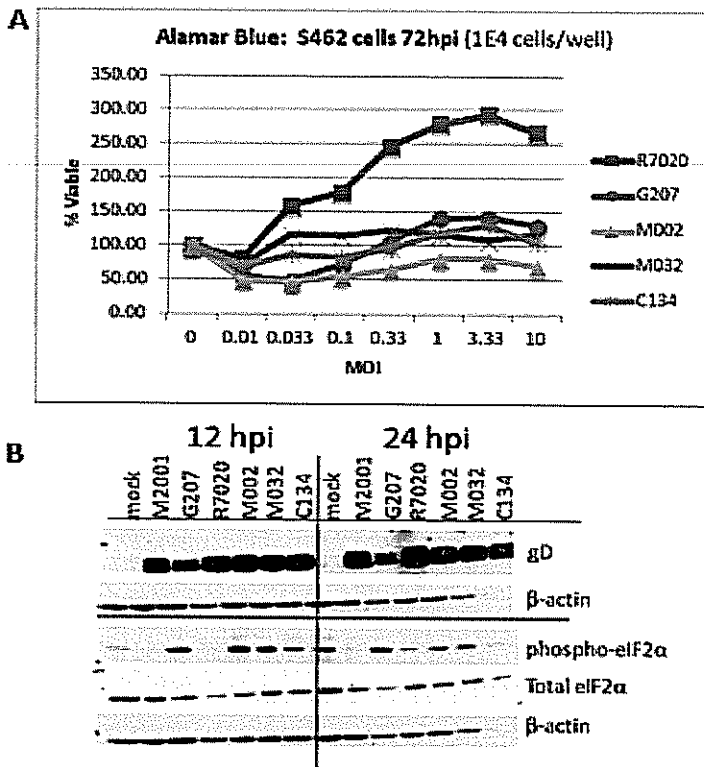 A
Alamar Blue: S462 cells 72hpi (1E4 cells/well)
350.00
300.00
250.00
200.00
150.00
100.00
50.00
0.00
% Viable
0 0.01 0.033 0.1 0.33 1 3.33 10
MOI
R7020
G207
M002
M032
C134
B
12 hpi 24 hpi
mock M2001 G207 R7020 M002 M032 C134 mock M2001 G207 R7020 M002 M032 C134
gD
β-actin
phospho-eIF2α
Total eIF2α
β-actin